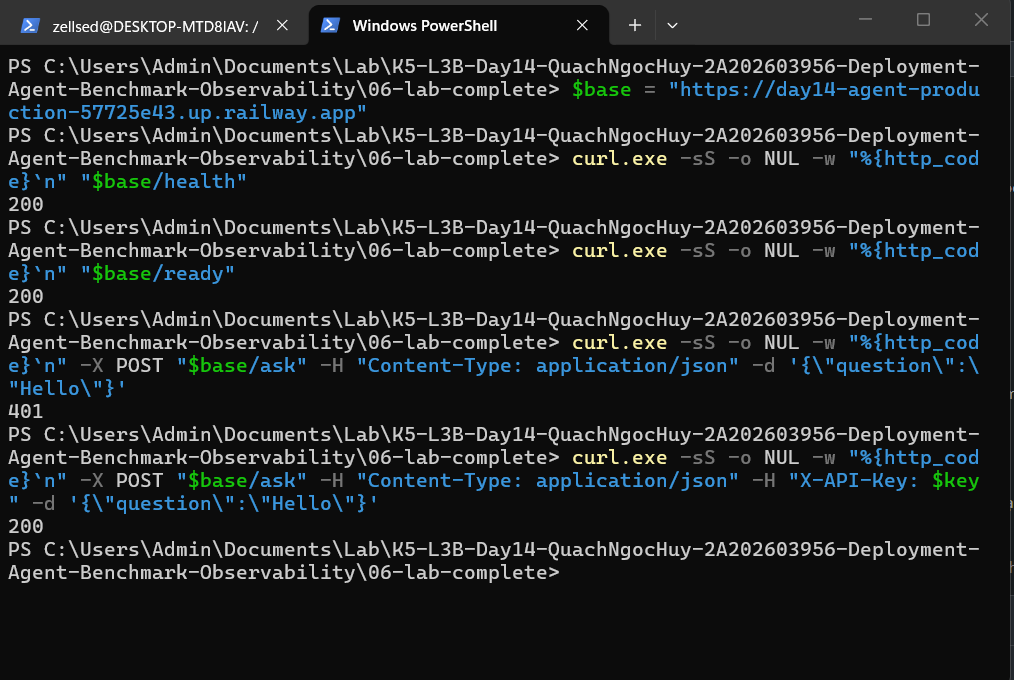 zellsed@DESKTOP-MTD8IAV: /
Windows PowerShell
PS C:\Users\Admin\Documents\Lab\K5-L3B-Day14-QuachNgocHuy-2A202603956-Deployment-
Agent-Benchmark-Observability\06-lab-complete> $base = "https://day14-agent-produ
ction-57725e43.up.railway.app"
PS C:\Users\Admin\Documents\Lab\K5-L3B-Day14-QuachNgocHuy-2A202603956-Deployment-
Agent-Benchmark-Observability\06-lab-complete> curl.exe -sS -o NUL -w "%{http_cod
e}`n" "$base/health"
200
PS C:\Users\Admin\Documents\Lab\K5-L3B-Day14-QuachNgocHuy-2A202603956-Deployment-
Agent-Benchmark-Observability\06-lab-complete> curl.exe -sS -o NUL -w "%{http_cod
e}`n" "$base/ready"
200
PS C:\Users\Admin\Documents\Lab\K5-L3B-Day14-QuachNgocHuy-2A202603956-Deployment-
Agent-Benchmark-Observability\06-lab-complete> curl.exe -sS -o NUL -w "%{http_cod
e}`n" -X POST "$base/ask" -H "Content-Type: application/json" -d '{\"question\":\
"Hello\"}'
401
PS C:\Users\Admin\Documents\Lab\K5-L3B-Day14-QuachNgocHuy-2A202603956-Deployment-
Agent-Benchmark-Observability\06-lab-complete> curl.exe -sS -o NUL -w "%{http_cod
e}`n" -X POST "$base/ask" -H "Content-Type: application/json" -H "X-API-Key: $key
" -d '{\"question\":\"Hello\"}'
200
PS C:\Users\Admin\Documents\Lab\K5-L3B-Day14-QuachNgocHuy-2A202603956-Deployment-
Agent-Benchmark-Observability\06-lab-complete>